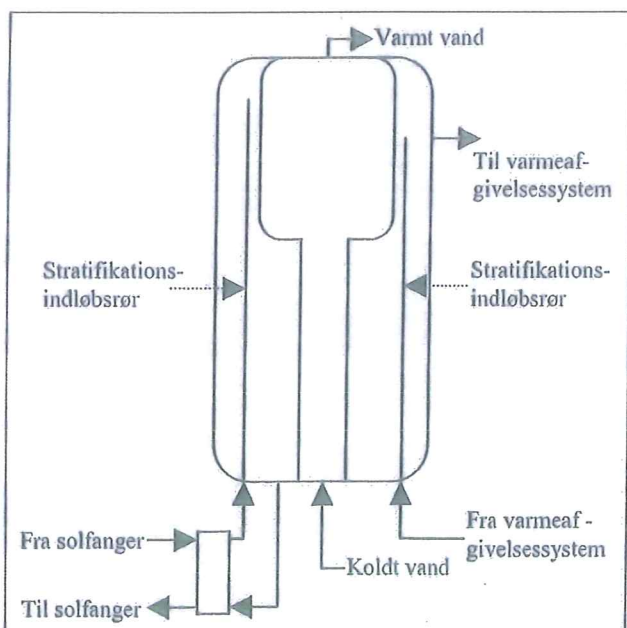 Varmt vand
Til varmeaf-
givelsessystem
Stratifikations-
indløbsrør
Stratifikations-
indløbsrør
Fra solfanger
Fra varmeaf -
givelsessystem
Koldt vand
Til solfanger